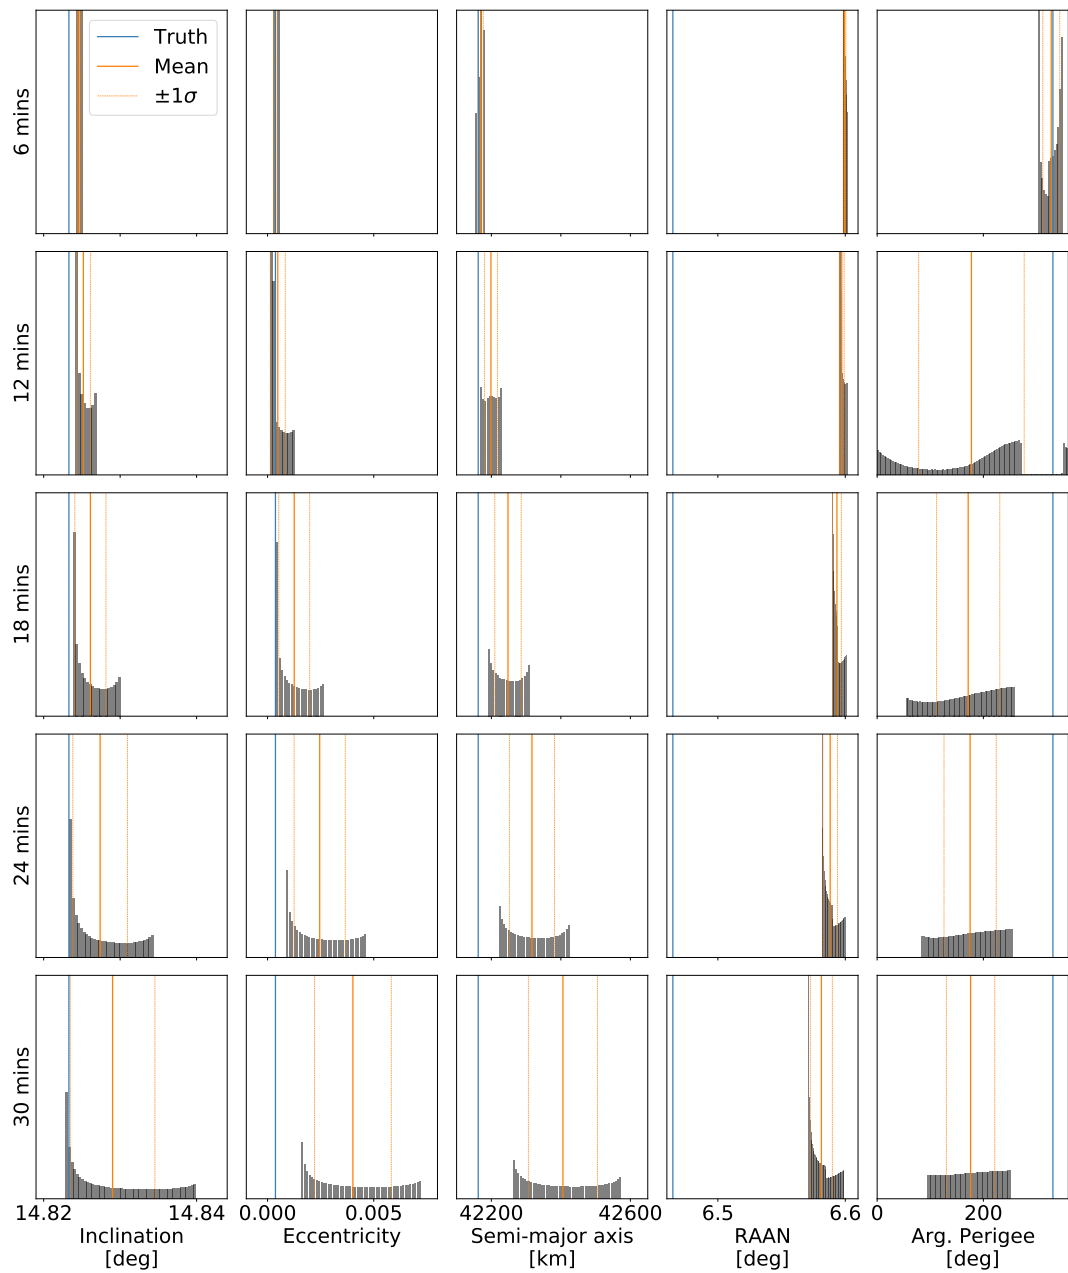 Truth
Mean
±1σ
6 mins
12 mins
18 mins
24 mins
30 mins
14.82 14.84 0.000 0.005 42200 42600 6.5 6.6 0 200
Inclination Eccentricity Semi-major axis RAAN Arg. Perigee
[deg] [km] [deg] [deg]